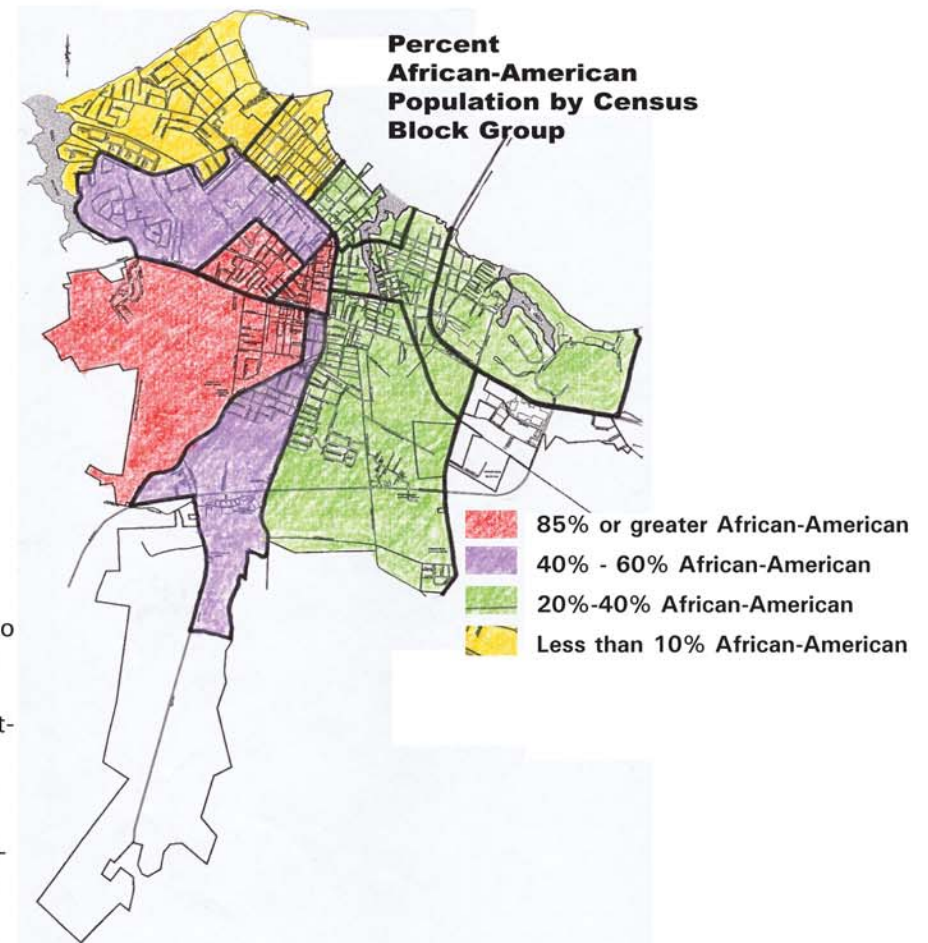 Percent
African-American
Population by Census
Block Group
85% or greater African-American
40% - 60% African-American
20%-40% African-American
Less than 10% African-American
o
t-
-